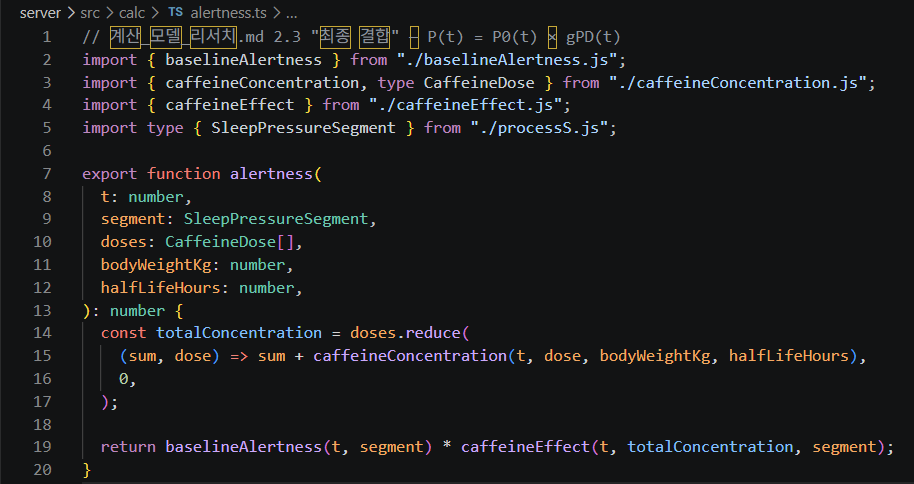 server > src > calc > TS alertness.ts > ...
1 // 계산_모델_리서치.md 2.3 "최종 결합" – P(t) = P0(t) × gPD(t)
2 import { baselineAlertness } from "./baselineAlertness.js";
3 import { caffeineConcentration, type CaffeineDose } from "./caffeineConcentration.js";
4 import { caffeineEffect } from "./caffeineEffect.js";
5 import type { SleepPressureSegment } from "./processS.js";
6
7 export function alertness(
8   t: number,
9   segment: SleepPressureSegment,
10   doses: CaffeineDose[],
11   bodyWeightKg: number,
12   halfLifeHours: number,
13 ): number {
14   const totalConcentration = doses.reduce(
15     (sum, dose) => sum + caffeineConcentration(t, dose, bodyWeightKg, halfLifeHours),
16     0,
17   );
18
19   return baselineAlertness(t, segment) * caffeineEffect(t, totalConcentration, segment);
20 }